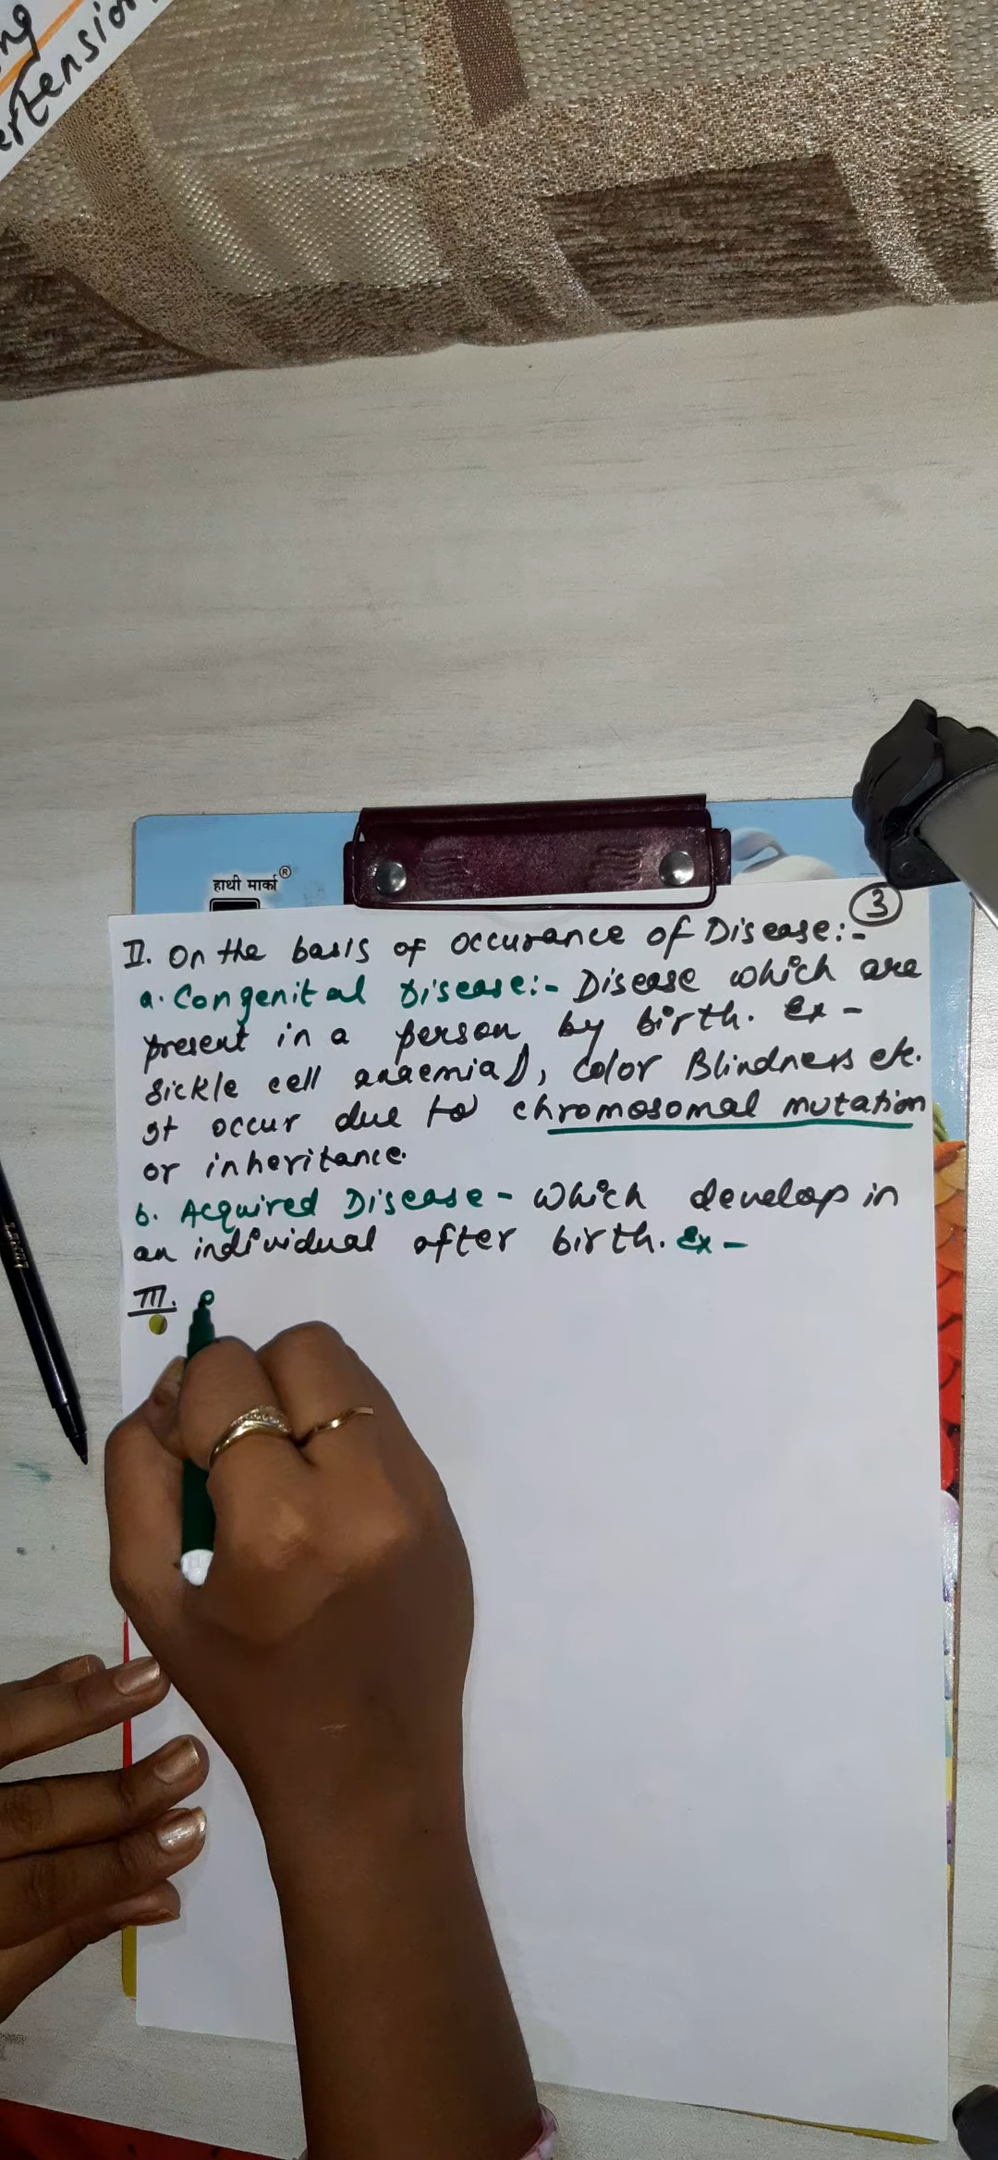 ng
ertension
हाथी मार्का®
3
II. On the basis of occurance of Disease:-
a. Congenital Disease:- Disease which are
present in a person by birth. Ex -
Sickle cell anaemia, Color Blindness etc.
It occur due to chromosomal mutation
or inheritance.
b. Acquired Disease - which develop in
an individual after birth. Ex -
III.